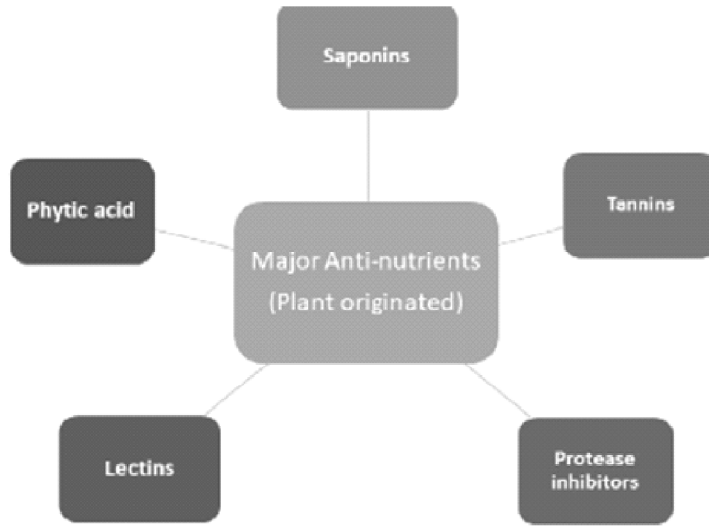 Saponins
Phytic acid
Tannins
Major Anti-nutrients
(Plant originated)
Lectins
Protease
inhibitors